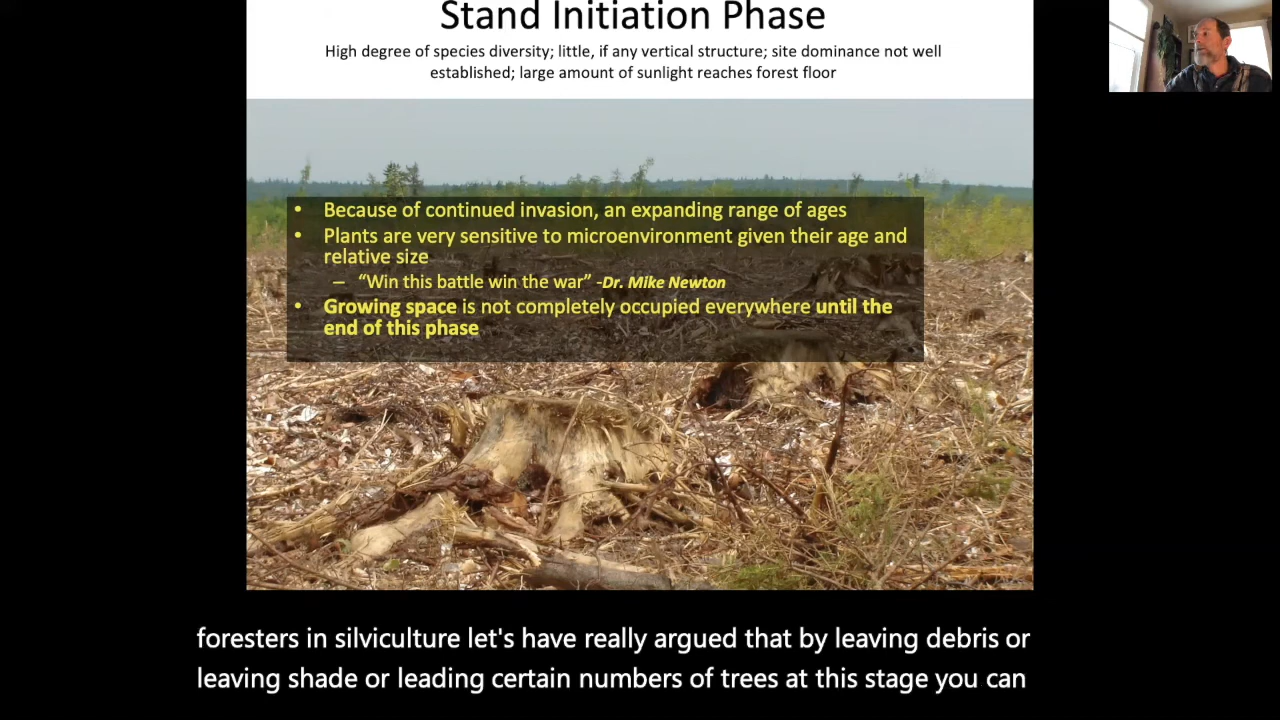 Stand Initiation Phase
High degree of species diversity; little, if any vertical structure; site dominance not well
established; large amount of sunlight reaches forest floor
• Because of continued invasion, an expanding range of ages
• Plants are very sensitive to microenvironment given their age and
relative size
– “Win this battle win the war” -Dr. Mike Newton
• Growing space is not completely occupied everywhere until the
end of this phase
foresters in silviculture let's have really argued that by leaving debris or
leaving shade or leading certain numbers of trees at this stage you can